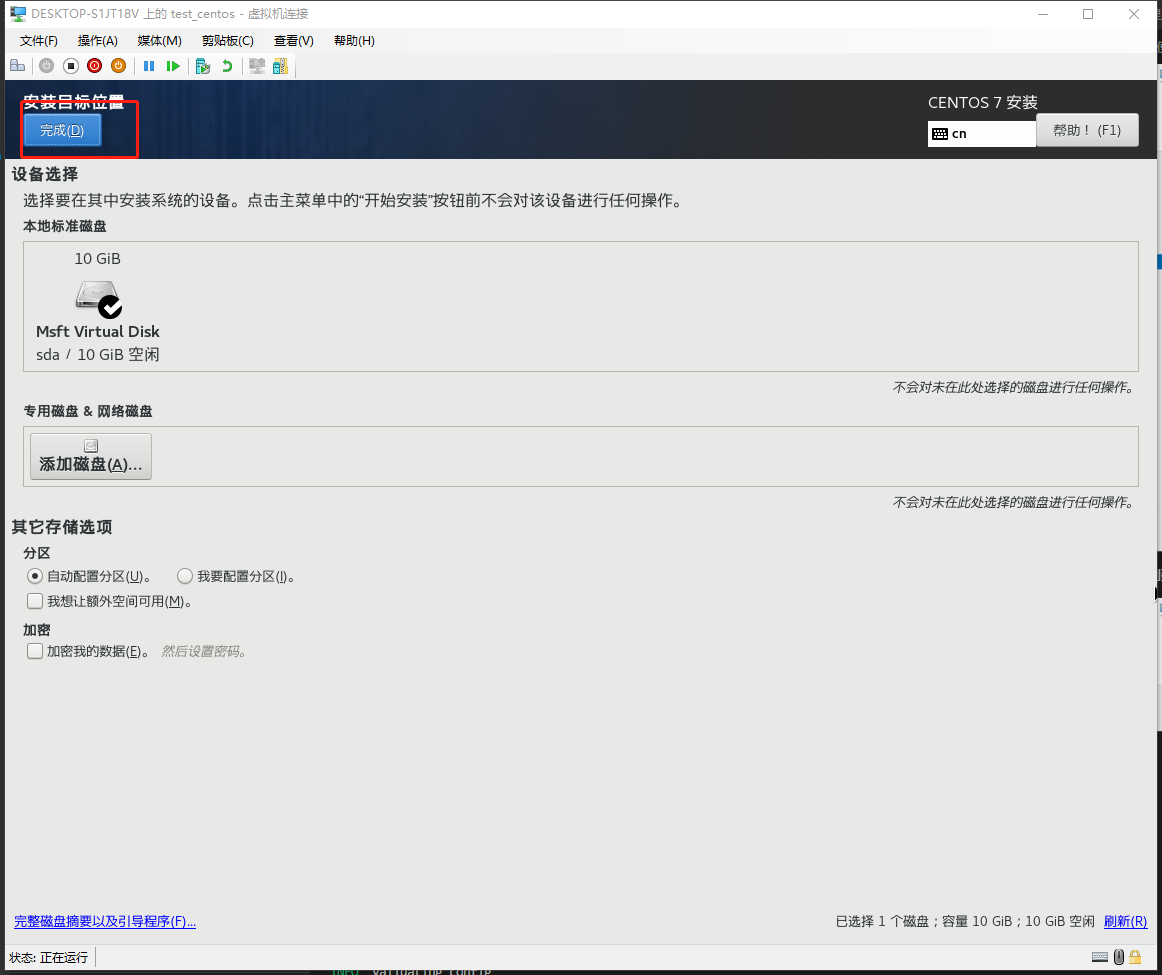 DESKTOP-S1JT18V 上的 test_centos - 虚拟机连接
文件(F) 操作(A) 媒体(M) 剪贴板(C) 查看(V) 帮助(H)
安装目标位置
完成(D)
CENTOS 7 安装
cn
帮助！(F1)
设备选择
选择要在其中安装系统的设备。点击主菜单中的“开始安装”按钮前不会对该设备进行任何操作。
本地标准磁盘
10 GiB
Msft Virtual Disk
sda / 10 GiB 空闲
不会对未在此处选择的磁盘进行任何操作。
专用磁盘 & 网络磁盘
添加磁盘(A)...
不会对未在此处选择的磁盘进行任何操作。
其它存储选项
分区
自动配置分区(U)。 我要配置分区(I)。
我想让额外空间可用(M)。
加密
加密我的数据(E)。 然后设置密码。
完整磁盘摘要以及引导程序(F)...
已选择 1 个磁盘；容量 10 GiB；10 GiB 空闲 刷新(R)
状态: 正在运行